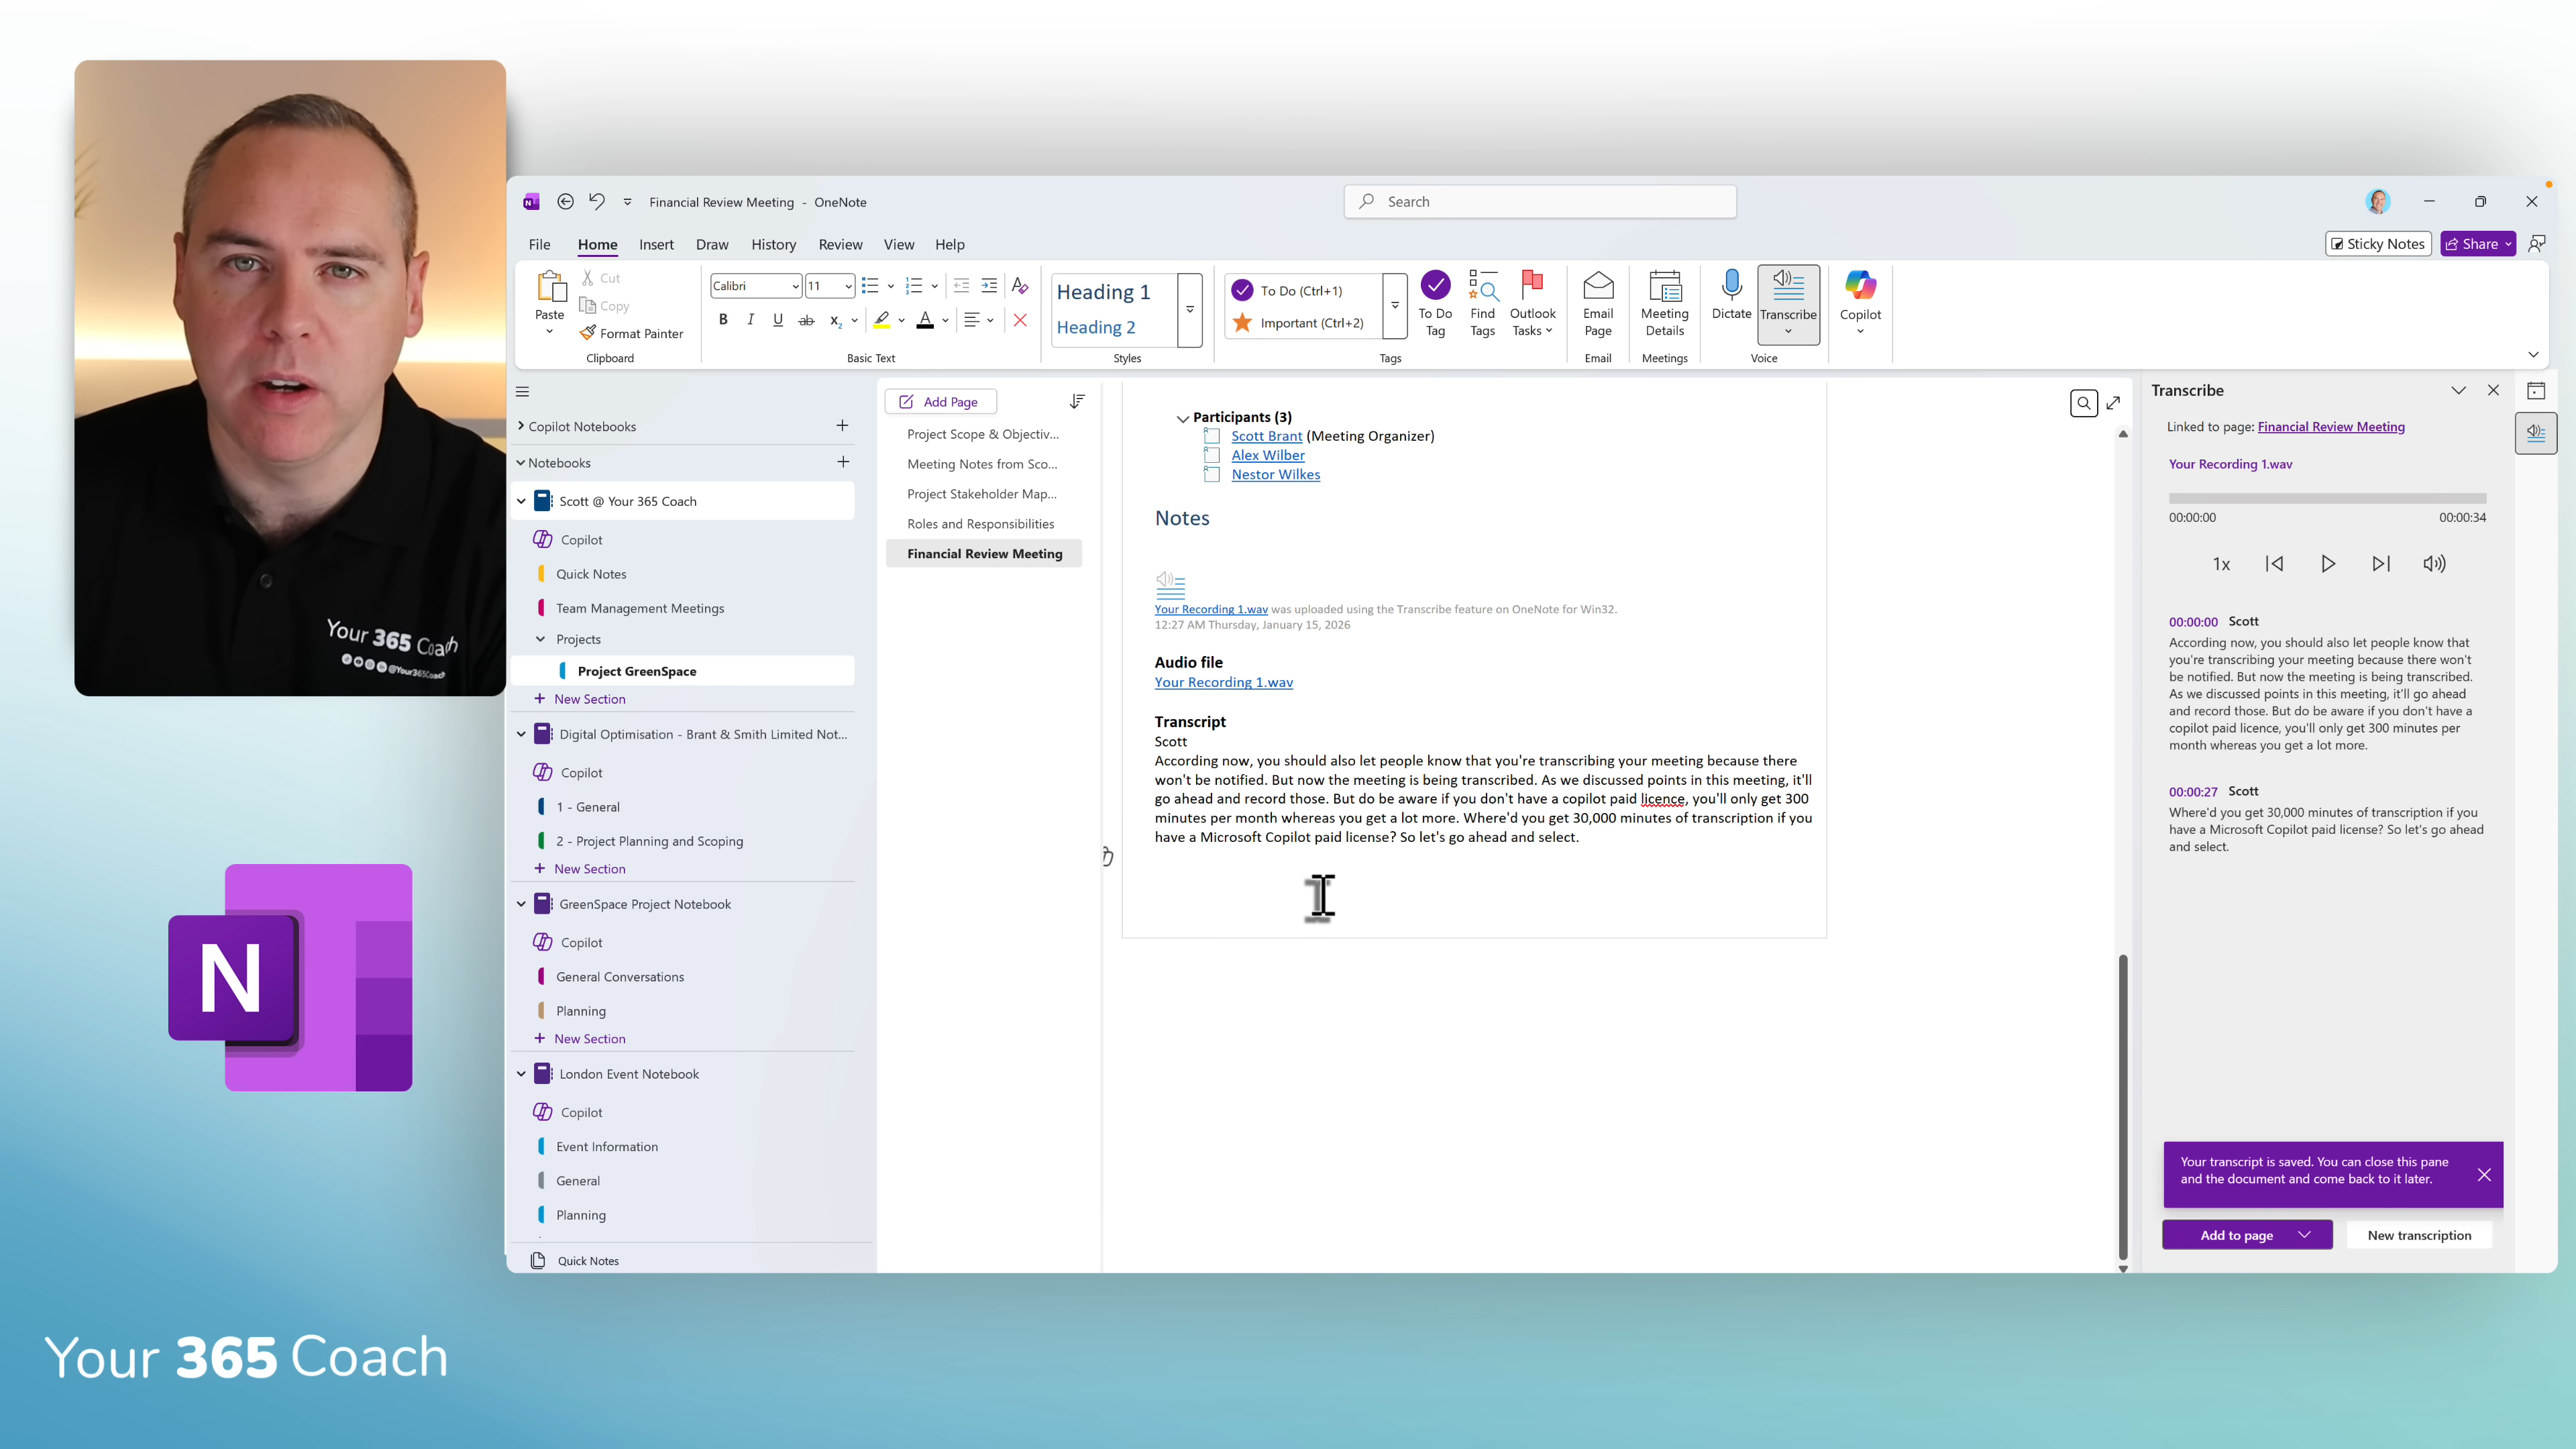 Your 365 Coach
@Your365Coach
N
Your 365 Coach
Financial Review Meeting - OneNote
Search
File Home Insert Draw History Review View Help
Sticky Notes
Share
Paste
Cut
Copy
Format Painter
Clipboard
Calibri
11
B I U ab x2 A
Basic Text
Heading 1
Heading 2
Styles
To Do (Ctrl+1)
Important (Ctrl+2)
To Do
Tag
Find
Tags
Outlook
Tasks
Tags
Email
Page
Email
Meeting
Details
Meetings
Dictate
Transcribe
Voice
Copilot
Copilot Notebooks
Notebooks
Scott @ Your 365 Coach
Copilot
Quick Notes
Team Management Meetings
Projects
Project GreenSpace
New Section
Digital Optimisation - Brant & Smith Limited Not...
Copilot
1 - General
2 - Project Planning and Scoping
New Section
GreenSpace Project Notebook
Copilot
General Conversations
Planning
New Section
London Event Notebook
Copilot
Event Information
General
Planning
Quick Notes
Add Page
Project Scope & Objectiv...
Meeting Notes from Sco...
Project Stakeholder Map...
Roles and Responsibilities
Financial Review Meeting
Participants (3)
Scott Brant (Meeting Organizer)
Alex Wilber
Nestor Wilkes
Notes
Your Recording 1.wav was uploaded using the Transcribe feature on OneNote for Win32.
12:27 AM Thursday, January 15, 2026
Audio file
Your Recording 1.wav
Transcript
Scott
According now, you should also let people know that you're transcribing your meeting because there
won't be notified. But now the meeting is being transcribed. As we discussed points in this meeting, it'll
go ahead and record those. But do be aware if you don't have a copilot paid licence, you'll only get 300
minutes per month whereas you get a lot more. Where'd you get 30,000 minutes of transcription if you
have a Microsoft Copilot paid license? So let's go ahead and select.
Transcribe
Linked to page: Financial Review Meeting
Your Recording 1.wav
00:00:00 00:00:34
1x
00:00:00 Scott
According now, you should also let people know that
you're transcribing your meeting because there won't
be notified. But now the meeting is being transcribed.
As we discussed points in this meeting, it'll go ahead
and record those. But do be aware if you don't have a
copilot paid licence, you'll only get 300 minutes per
month whereas you get a lot more.
00:00:27 Scott
Where'd you get 30,000 minutes of transcription if you
have a Microsoft Copilot paid license? So let's go ahead
and select.
Your transcript is saved. You can close this pane
and the document and come back to it later.
Add to page
New transcription